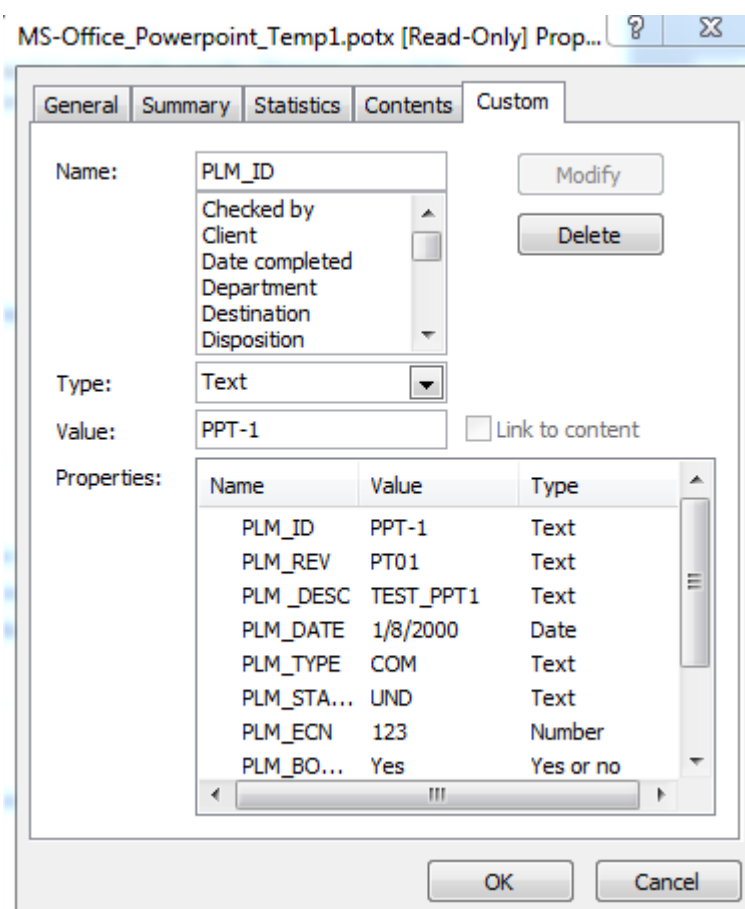 MS-Office_Powerpoint_Temp1.potx [Read-Only] Prop...
General Summary Statistics Contents Custom
Name: PLM_ID Modify
Checked by
Client Delete
Date completed
Department
Destination
Disposition
Type: Text
Value: PPT-1 Link to content
Properties:
Name Value Type
PLM_ID PPT-1 Text
PLM_REV PT01 Text
PLM _DESC TEST_PPT1 Text
PLM_DATE 1/8/2000 Date
PLM_TYPE COM Text
PLM_STA... UND Text
PLM_ECN 123 Number
PLM_BO... Yes Yes or no
OK Cancel